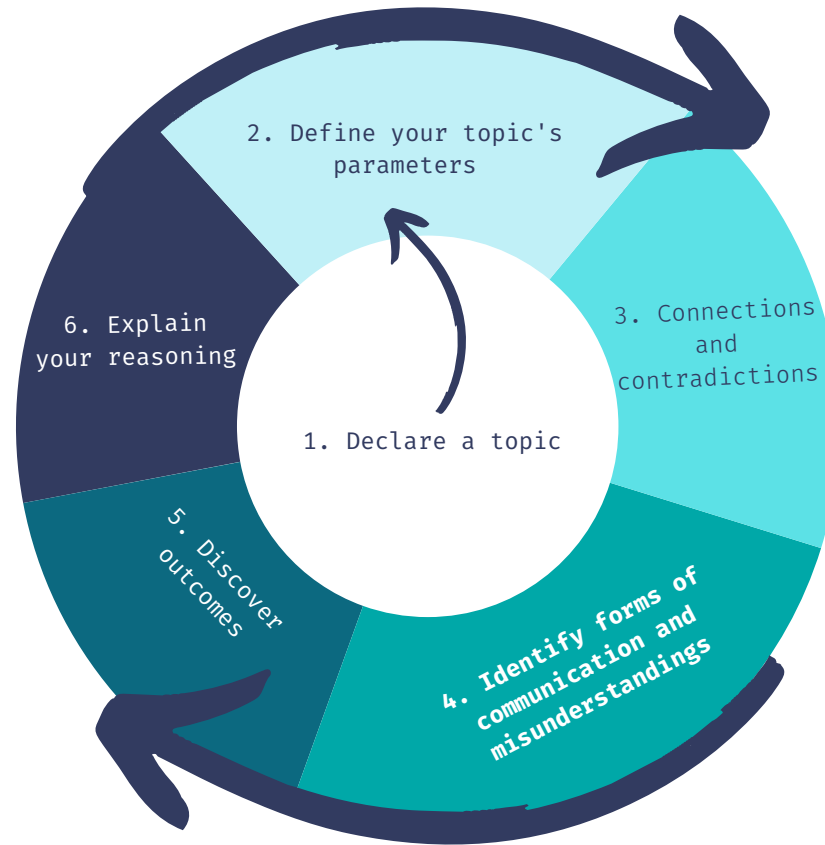 1. Declare a topic
2. Define your topic's
parameters
3. Connections
and
contradictions
4. Identify forms of
communication and
misunderstandings
5. Discover
outcomes
6. Explain
your reasoning